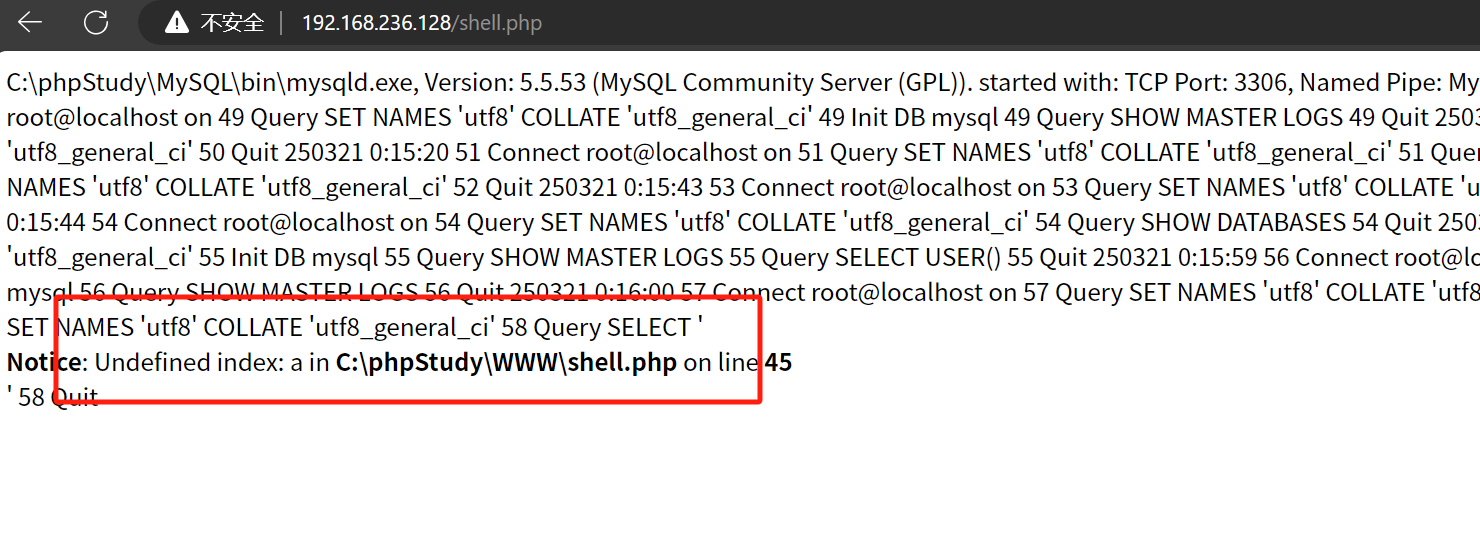 不安全 | 192.168.236.128/shell.php
C:\phpStudy\MySQL\bin\mysqld.exe, Version: 5.5.53 (MySQL Community Server (GPL)). started with: TCP Port: 3306, Named Pipe: My
root@localhost on 49 Query SET NAMES 'utf8' COLLATE 'utf8_general_ci' 49 Init DB mysql 49 Query SHOW MASTER LOGS 49 Quit 2503
'utf8_general_ci' 50 Quit 250321 0:15:20 51 Connect root@localhost on 51 Query SET NAMES 'utf8' COLLATE 'utf8_general_ci' 51 Quer
NAMES 'utf8' COLLATE 'utf8_general_ci' 52 Quit 250321 0:15:43 53 Connect root@localhost on 53 Query SET NAMES 'utf8' COLLATE 'u
0:15:44 54 Connect root@localhost on 54 Query SET NAMES 'utf8' COLLATE 'utf8_general_ci' 54 Query SHOW DATABASES 54 Quit 2503
'utf8_general_ci' 55 Init DB mysql 55 Query SHOW MASTER LOGS 55 Query SELECT USER() 55 Quit 250321 0:15:59 56 Connect root@lo
mysql 56 Query SHOW MASTER LOGS 56 Quit 250321 0:16:00 57 Connect root@localhost on 57 Query SET NAMES 'utf8' COLLATE 'utf8
SET NAMES 'utf8' COLLATE 'utf8_general_ci' 58 Query SELECT '
Notice: Undefined index: a in C:\phpStudy\WWW\shell.php on line 45
' 58 Quit